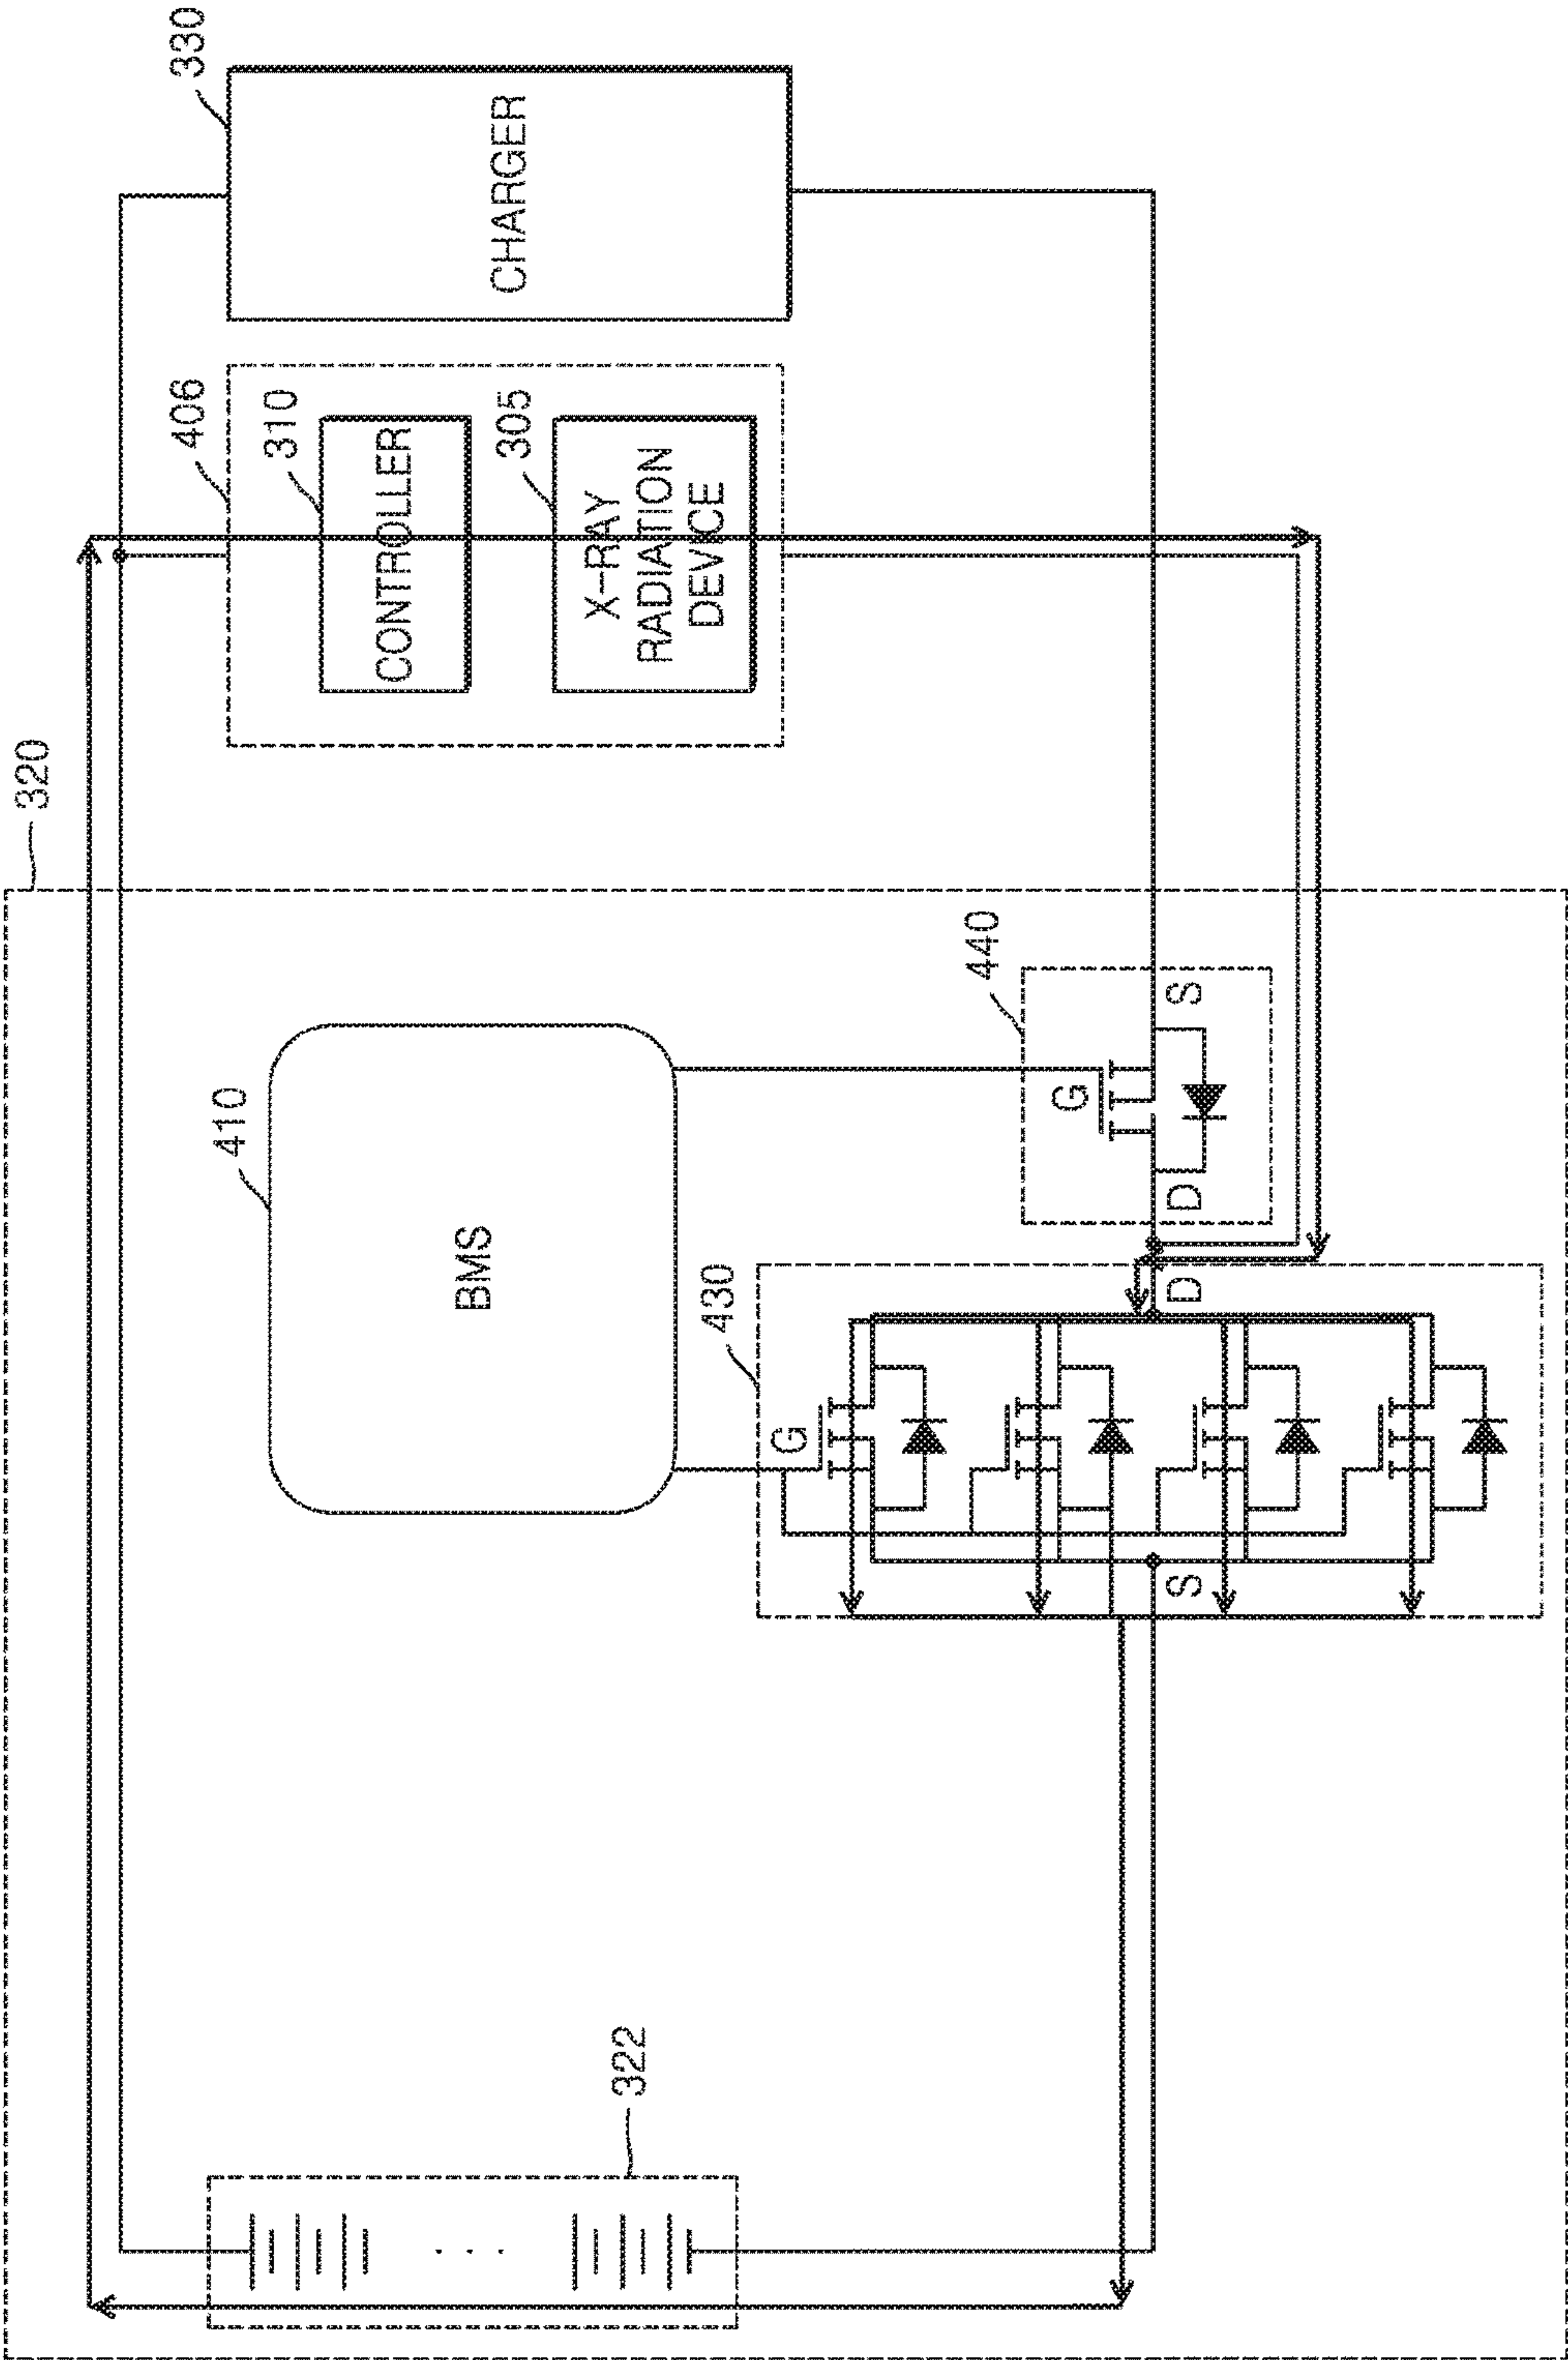 320
410
BMS
322
430
G
D
S
440
G
S
D
406
310
CONTROLLER
305
X-RAY
RADIATION
DEVICE
330
CHARGER